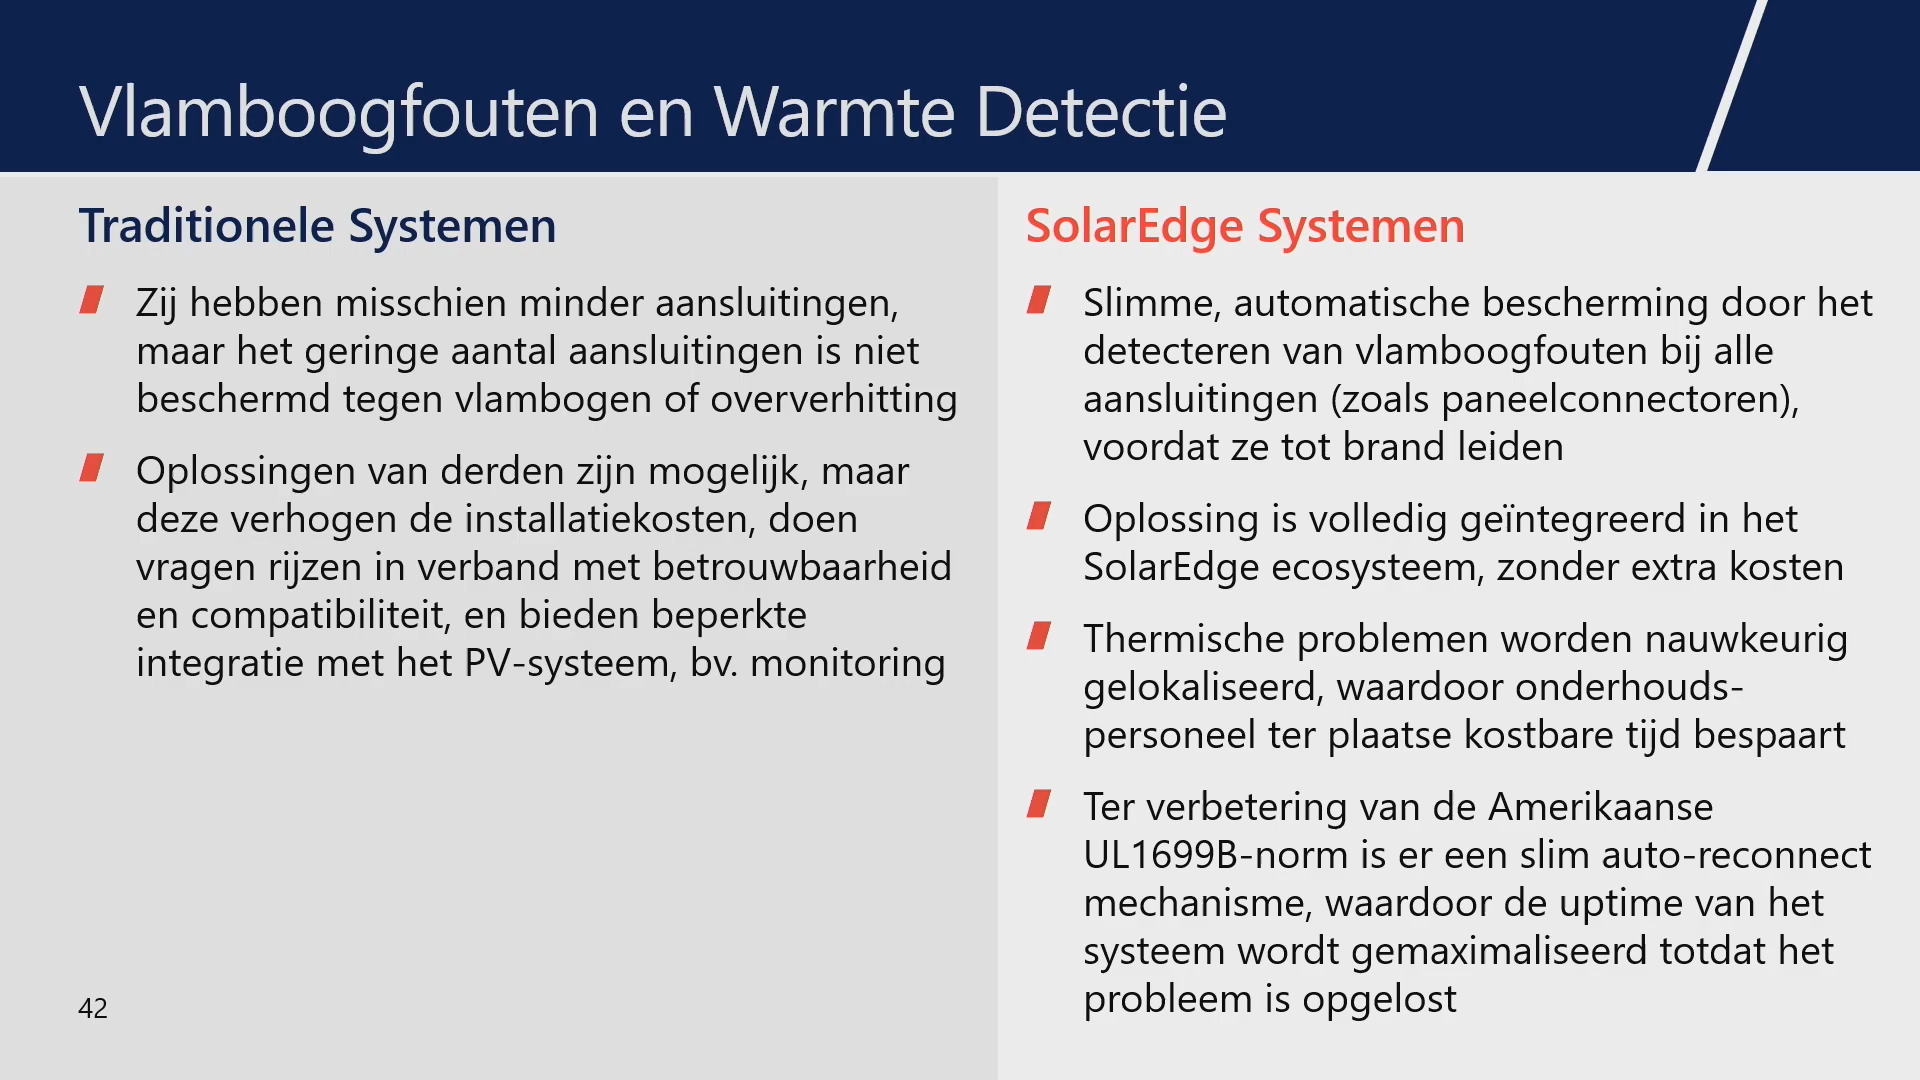 Vlamboogfouten en Warmte Detectie
Traditionele Systemen
Zij hebben misschien minder aansluitingen,
maar het geringe aantal aansluitingen is niet
beschermd tegen vlambogen of oververhitting
Oplossingen van derden zijn mogelijk, maar
deze verhogen de installatiekosten, doen
vragen rijzen in verband met betrouwbaarheid
en compatibiliteit, en bieden beperkte
integratie met het PV-systeem, bv. monitoring
SolarEdge Systemen
Slimme, automatische bescherming door het
detecteren van vlamboogfouten bij alle
aansluitingen (zoals paneelconnectoren),
voordat ze tot brand leiden
Oplossing is volledig geïntegreerd in het
SolarEdge ecosysteem, zonder extra kosten
Thermische problemen worden nauwkeurig
gelokaliseerd, waardoor onderhouds-
personeel ter plaatse kostbare tijd bespaart
Ter verbetering van de Amerikaanse
UL1699B-norm is er een slim auto-reconnect
mechanisme, waardoor de uptime van het
systeem wordt gemaximaliseerd totdat het
probleem is opgelost
42